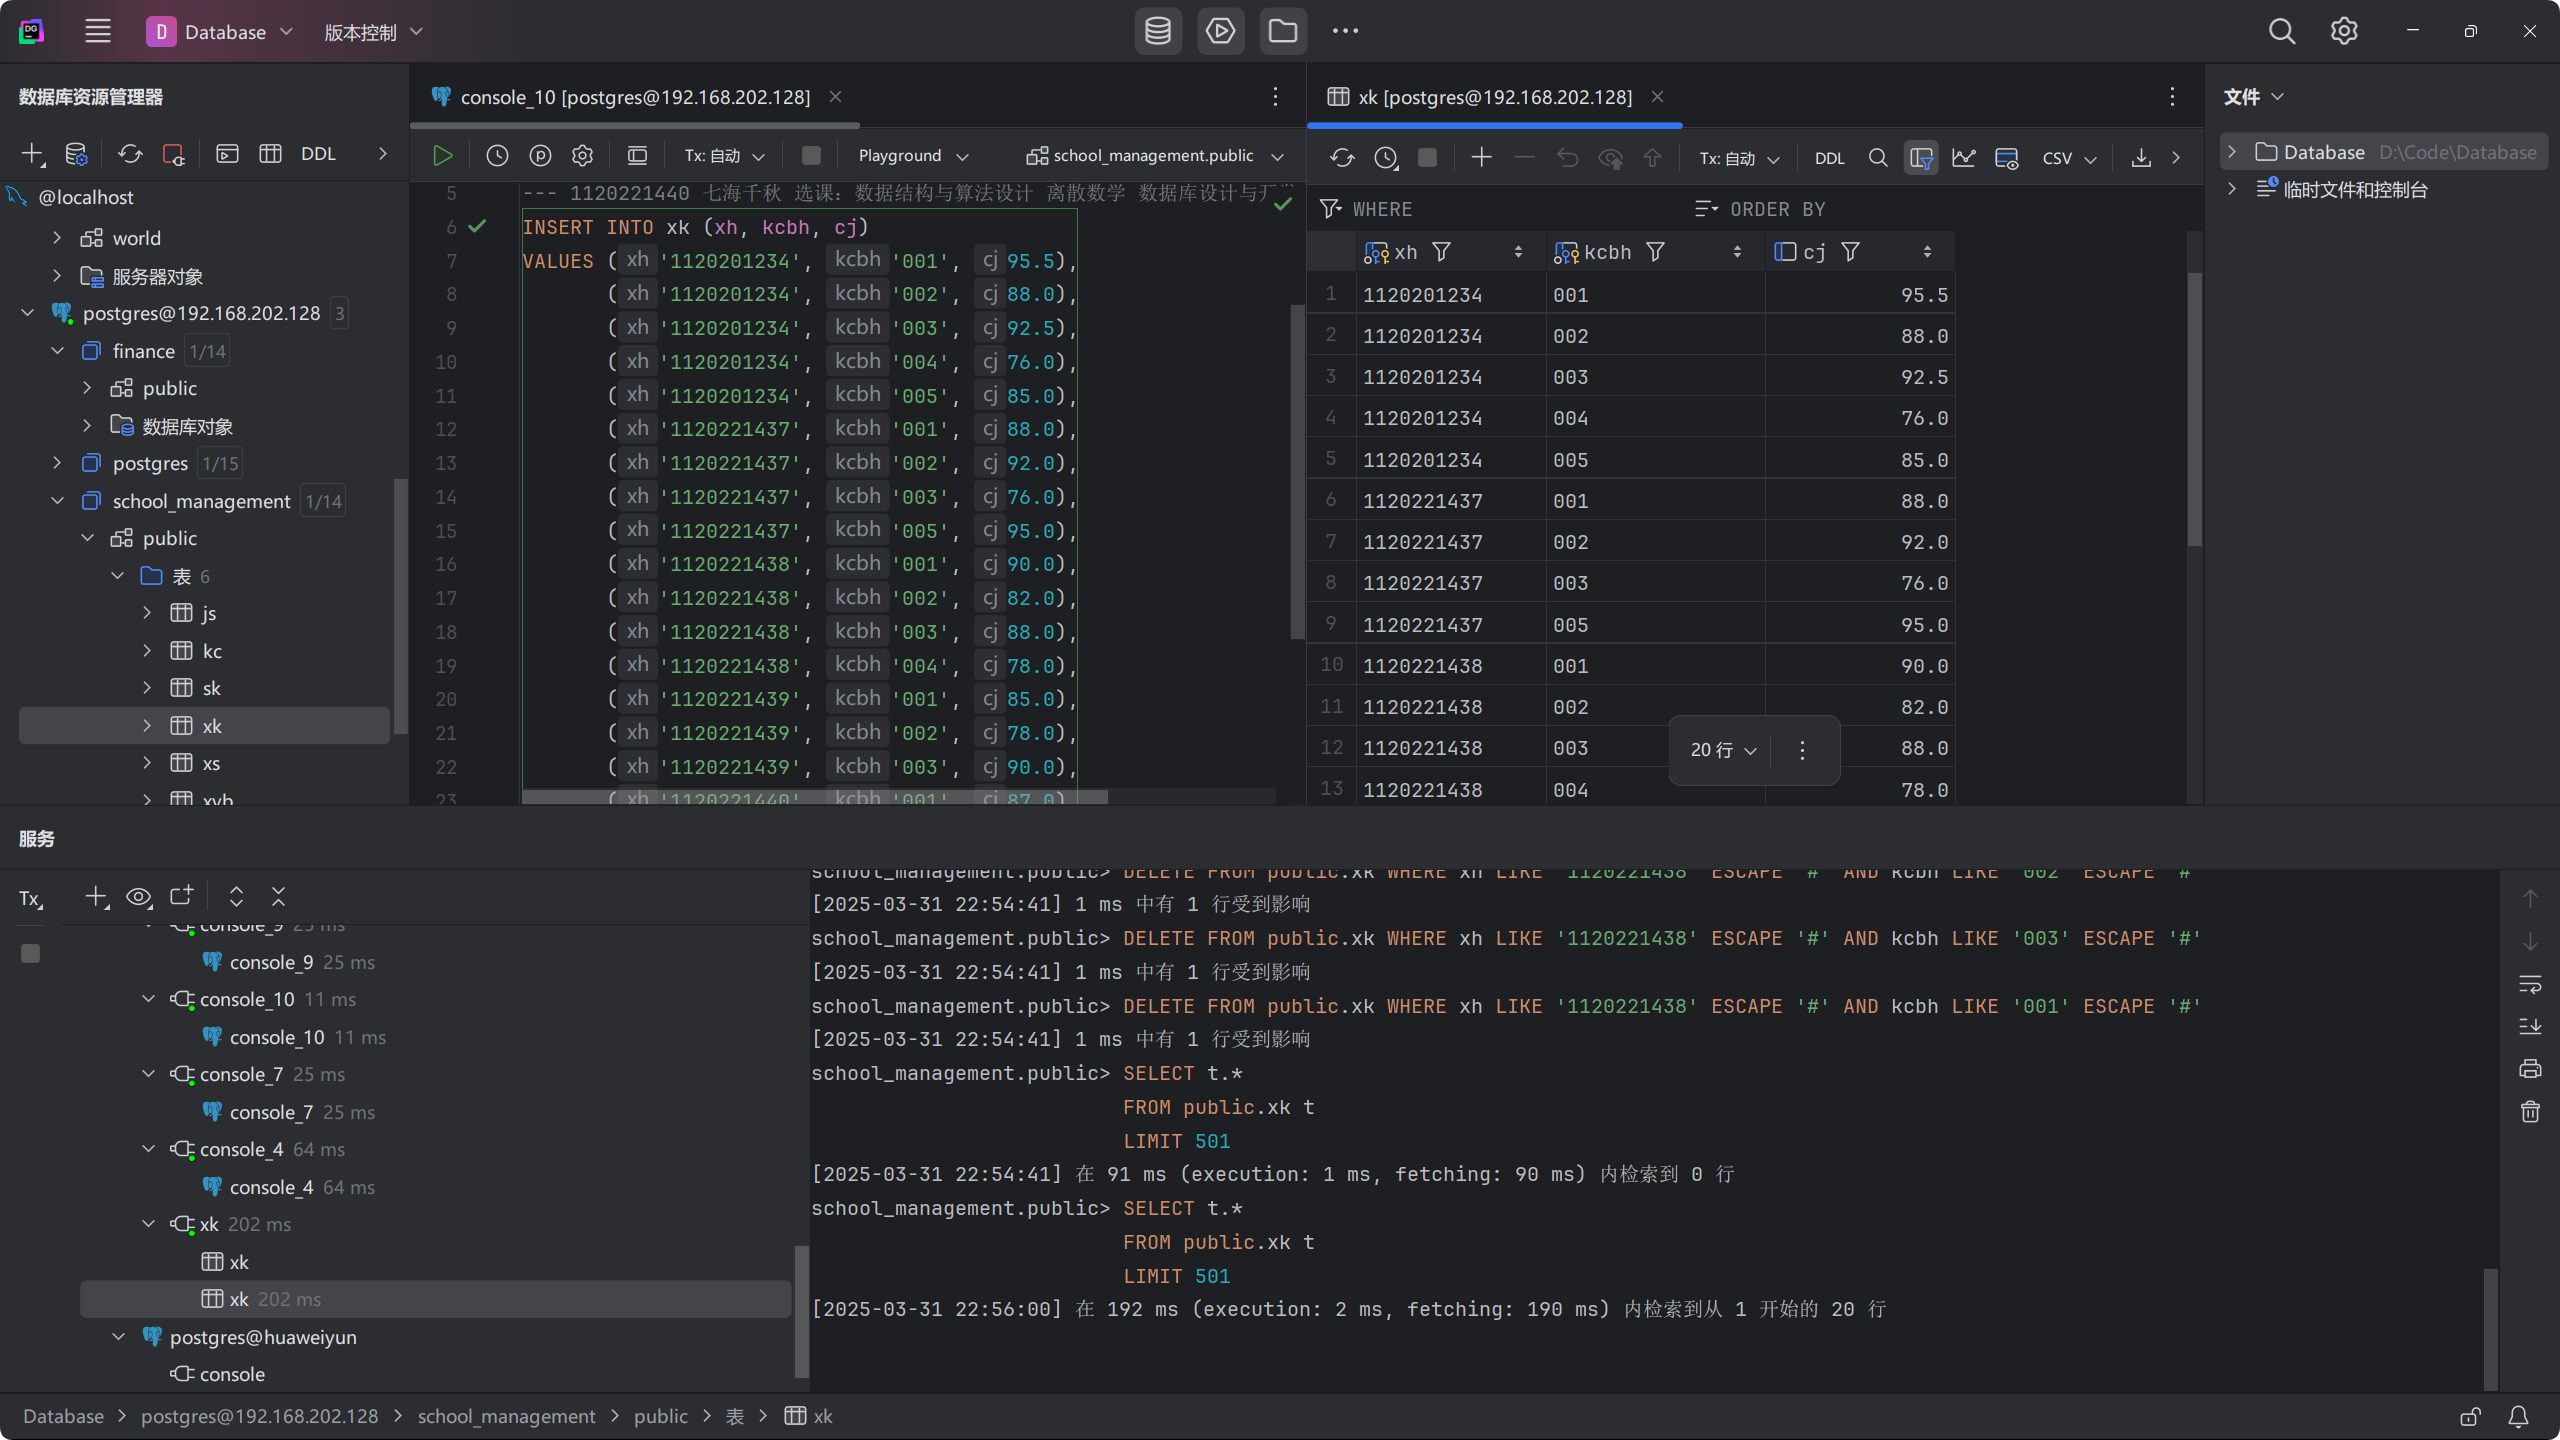 D Database 版本控制
数据库资源管理器
DDL
@localhost
world
服务器对象
postgres@192.168.202.128 3
finance 1/14
public
数据库对象
postgres 1/15
school_management 1/14
public
表 6
js
kc
sk
xk
xs
xyb
console_10 [postgres@192.168.202.128]
Tx: 自动 Playground school_management.public
5 --- 1120221440 七海千秋 选课: 数据结构与算法设计 离散数学 数据库设计与开发
6 INSERT INTO xk (xh, kcbh, cj)
7 VALUES ( xh '1120201234', kcbh '001', cj 95.5),
8 ( xh '1120201234', kcbh '002', cj 88.0),
9 ( xh '1120201234', kcbh '003', cj 92.5),
10 ( xh '1120201234', kcbh '004', cj 76.0),
11 ( xh '1120201234', kcbh '005', cj 85.0),
12 ( xh '1120221437', kcbh '001', cj 88.0),
13 ( xh '1120221437', kcbh '002', cj 92.0),
14 ( xh '1120221437', kcbh '003', cj 76.0),
15 ( xh '1120221437', kcbh '005', cj 95.0),
16 ( xh '1120221438', kcbh '001', cj 90.0),
17 ( xh '1120221438', kcbh '002', cj 82.0),
18 ( xh '1120221438', kcbh '003', cj 88.0),
19 ( xh '1120221438', kcbh '004', cj 78.0),
20 ( xh '1120221439', kcbh '001', cj 85.0),
21 ( xh '1120221439', kcbh '002', cj 78.0),
22 ( xh '1120221439', kcbh '003', cj 90.0),
23 ( xh '1120221440', kcbh '001', cj 87.0),
xk [postgres@192.168.202.128]
Tx: 自动 DDL CSV
WHERE ORDER BY
xh kcbh cj
1 1120201234 001 95.5
2 1120201234 002 88.0
3 1120201234 003 92.5
4 1120201234 004 76.0
5 1120201234 005 85.0
6 1120221437 001 88.0
7 1120221437 002 92.0
8 1120221437 003 76.0
9 1120221437 005 95.0
10 1120221438 001 90.0
11 1120221438 002 82.0
12 1120221438 003 88.0
13 1120221438 004 78.0
20 行
文件
Database D:\Code\Database
临时文件和控制台
服务
Tx
console_9 25 ms
console_9 25 ms
console_10 11 ms
console_10 11 ms
console_7 25 ms
console_7 25 ms
console_4 64 ms
console_4 64 ms
xk 202 ms
xk
xk 202 ms
postgres@huaweiyun
console
school_management.public> DELETE FROM public.xk WHERE xh LIKE '1120221438' ESCAPE '#' AND kcbh LIKE '002' ESCAPE '#'
[2025-03-31 22:54:41] 1 ms 中有 1 行受到影响
school_management.public> DELETE FROM public.xk WHERE xh LIKE '1120221438' ESCAPE '#' AND kcbh LIKE '003' ESCAPE '#'
[2025-03-31 22:54:41] 1 ms 中有 1 行受到影响
school_management.public> DELETE FROM public.xk WHERE xh LIKE '1120221438' ESCAPE '#' AND kcbh LIKE '001' ESCAPE '#'
[2025-03-31 22:54:41] 1 ms 中有 1 行受到影响
school_management.public> SELECT t.*
FROM public.xk t
LIMIT 501
[2025-03-31 22:54:41] 在 91 ms (execution: 1 ms, fetching: 90 ms) 内检索到 0 行
school_management.public> SELECT t.*
FROM public.xk t
LIMIT 501
[2025-03-31 22:56:00] 在 192 ms (execution: 2 ms, fetching: 190 ms) 内检索到从 1 开始的 20 行
Database > postgres@192.168.202.128 > school_management > public > 表 > xk